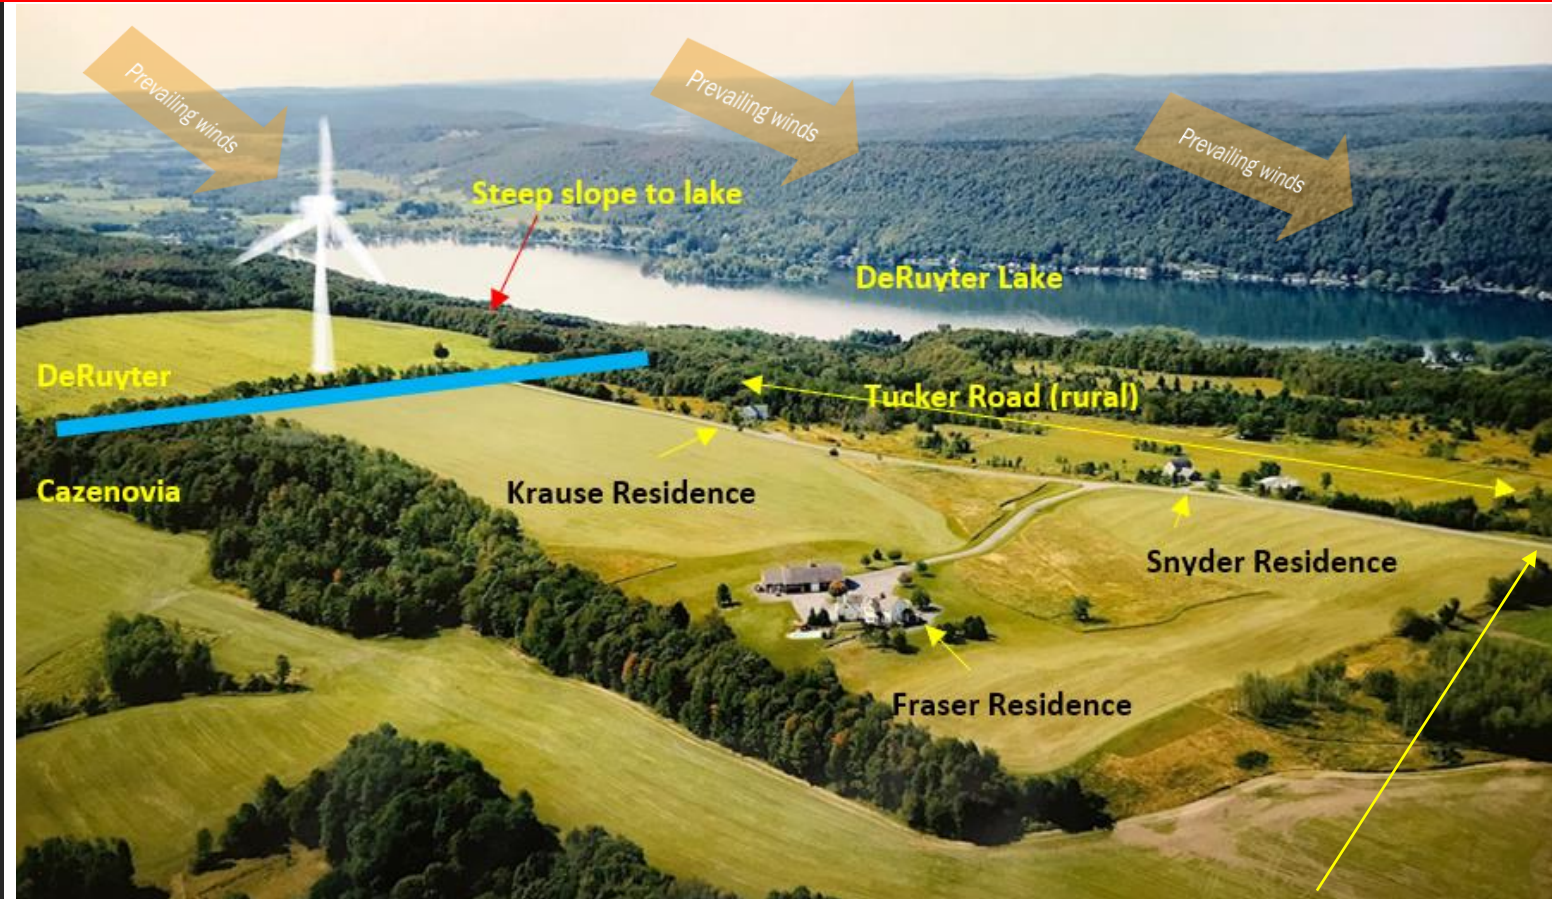 Prevailing winds
Prevailing winds
Prevailing winds
Steep slope to lake
DeRuyter Lake
DeRuyter
Tucker Road (rural)
Cazenovia
Krause Residence
Snyder Residence
Fraser Residence